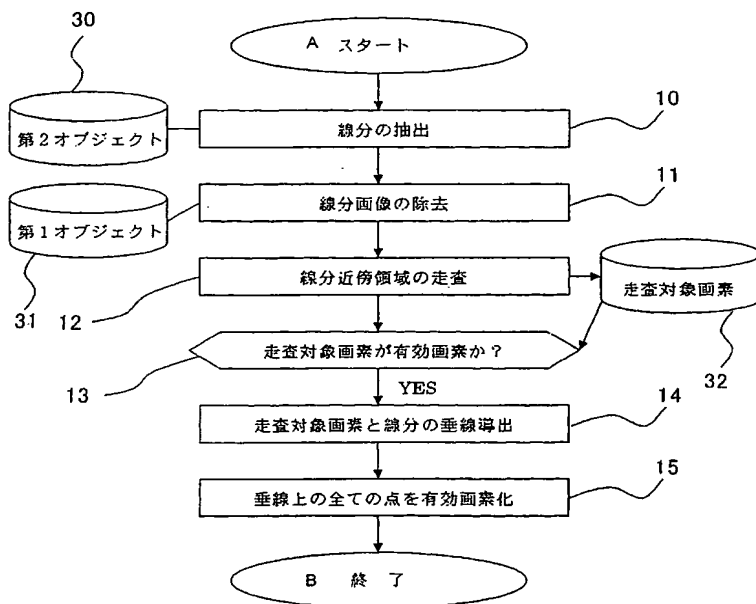 30
A スタート
10
第2オブジェクト
線分の抽出
11
第1オブジェクト
線分画像の除去
31
12
線分近傍領域の走査
走査対象画素
32
13
走査対象画素が有効画素か?
YES
14
走査対象画素と線分の垂線導出
15
垂線上の全ての点を有効画素化
B 終 了